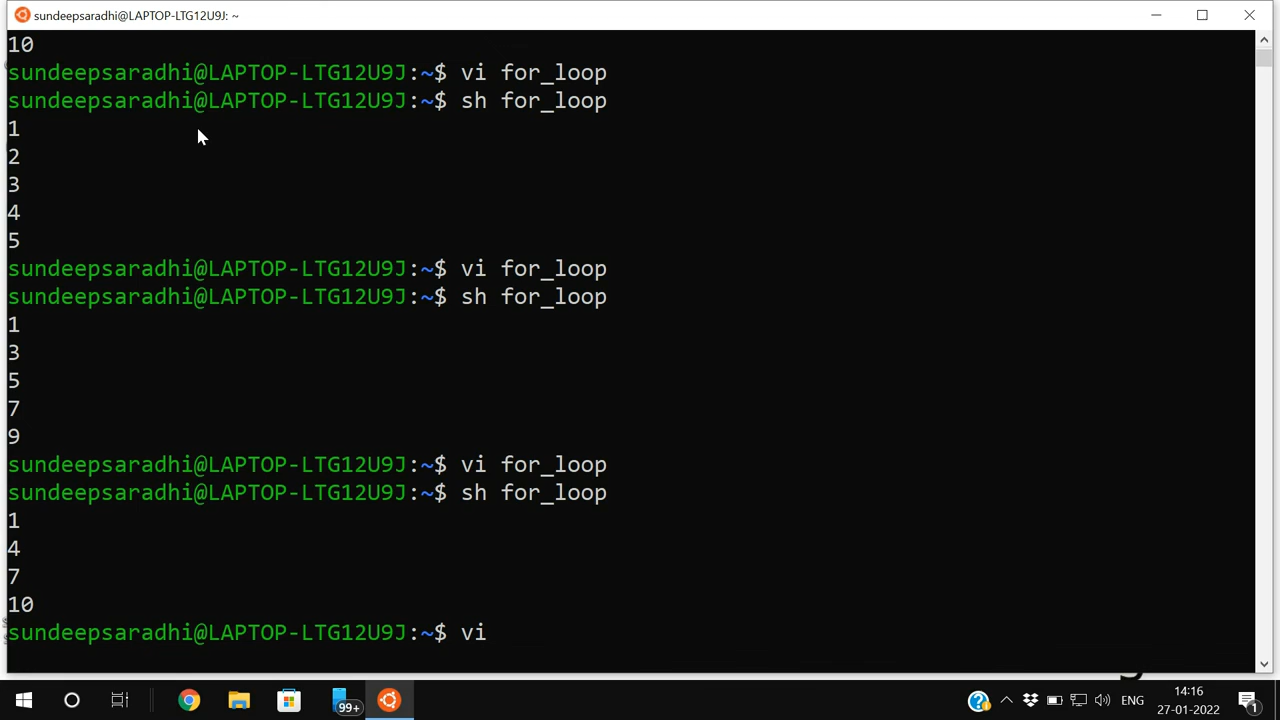 sundeepsaradhi@LAPTOP-LTG12U9J: ~
10
sundeepsaradhi@LAPTOP-LTG12U9J:~$ vi for_loop
sundeepsaradhi@LAPTOP-LTG12U9J:~$ sh for_loop
1
2
3
4
5
sundeepsaradhi@LAPTOP-LTG12U9J:~$ vi for_loop
sundeepsaradhi@LAPTOP-LTG12U9J:~$ sh for_loop
1
3
5
7
9
sundeepsaradhi@LAPTOP-LTG12U9J:~$ vi for_loop
sundeepsaradhi@LAPTOP-LTG12U9J:~$ sh for_loop
1
4
7
10
sundeepsaradhi@LAPTOP-LTG12U9J:~$ vi
99+
ENG
14:16
27-01-2022
1